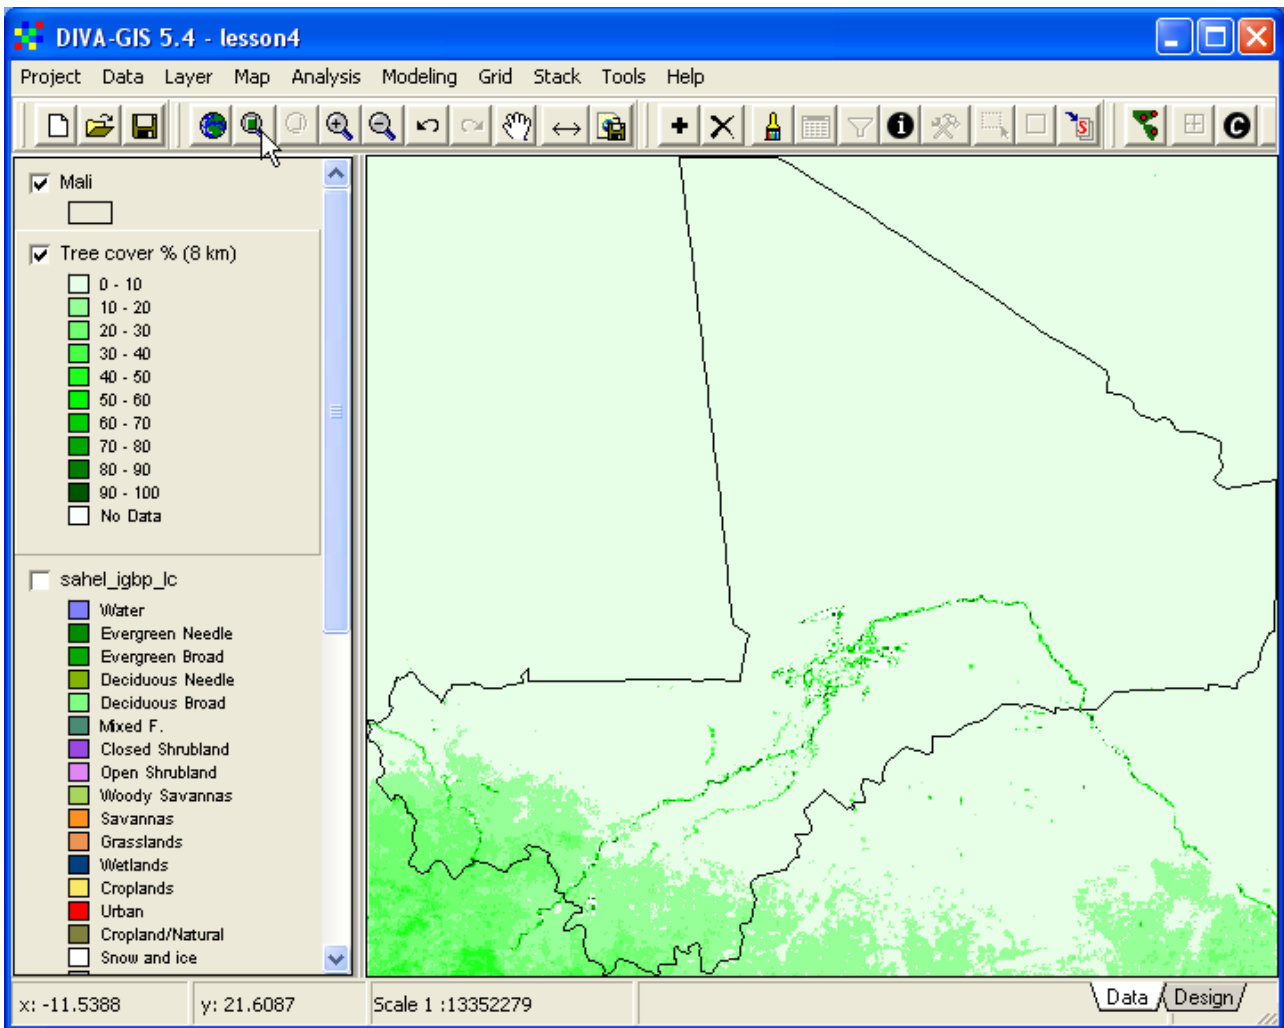 DIVA-GIS 5.4 - lesson4
Project Data Layer Map Analysis Modeling Grid Stack Tools Help
Mali
Tree cover % (8 km)
0 - 10
10 - 20
20 - 30
30 - 40
40 - 50
50 - 60
60 - 70
70 - 80
80 - 90
90 - 100
No Data
sahel_igbp_lc
Water
Evergreen Needle
Evergreen Broad
Deciduous Needle
Deciduous Broad
Mixed F.
Closed Shrubland
Open Shrubland
Woody Savannas
Savannas
Grasslands
Wetlands
Croplands
Urban
Cropland/Natural
Snow and ice
x: -11.5388 y: 21.6087 Scale 1 :13352279 Data Design